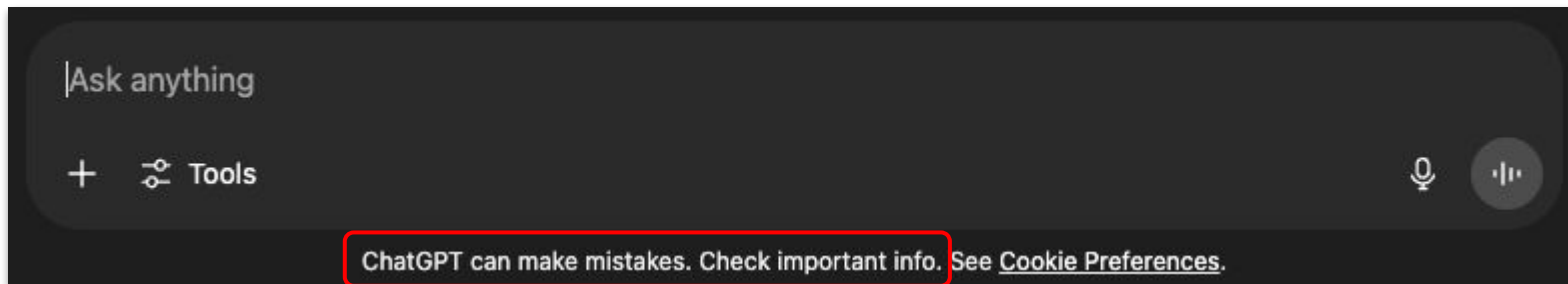 Ask anything
Tools
ChatGPT can make mistakes. Check important info. See Cookie Preferences.